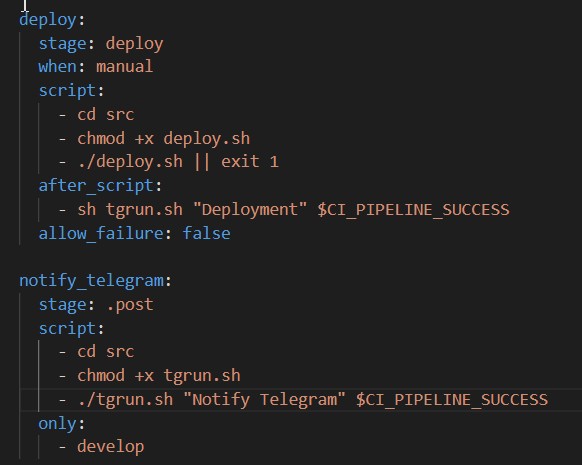 deploy:
  stage: deploy
  when: manual
  script:
    - cd src
    - chmod +x deploy.sh
    - ./deploy.sh || exit 1
  after_script:
    - sh tgrun.sh "Deployment" $CI_PIPELINE_SUCCESS
  allow_failure: false

notify_telegram:
  stage: .post
  script:
    - cd src
    - chmod +x tgrun.sh
    - ./tgrun.sh "Notify Telegram" $CI_PIPELINE_SUCCESS
  only:
    - develop